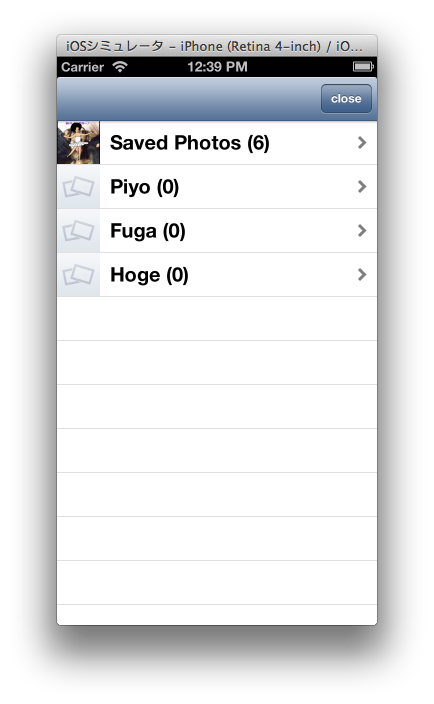 iOSシミュレータ – iPhone (Retina 4-inch) / iO...
Carrier 12:39 PM
close
Saved Photos (6)
Piyo (0)
Fuga (0)
Hoge (0)